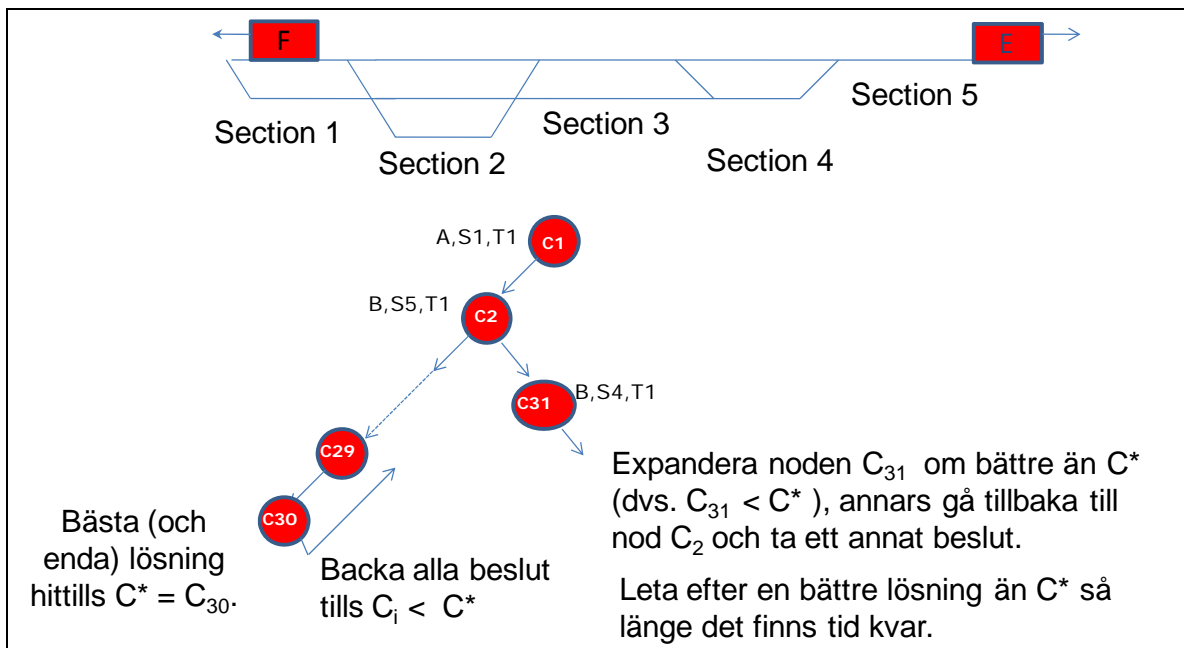 F
E
Section 5
Section 1
Section 3
Section 2
Section 4
A,S1,T1
C1
B,S5,T1
C2
C31
B,S4,T1
C29
C30
Expandera noden C₃₁ om bättre än C*
(dvs. C₃₁ < C* ), annars gå tillbaka till
nod C₂ och ta ett annat beslut.
Bästa (och
enda) lösning
hittills C* = C₃₀.
Backa alla beslut
tills Cᵢ < C*
Leta efter en bättre lösning än C* så
länge det finns tid kvar.